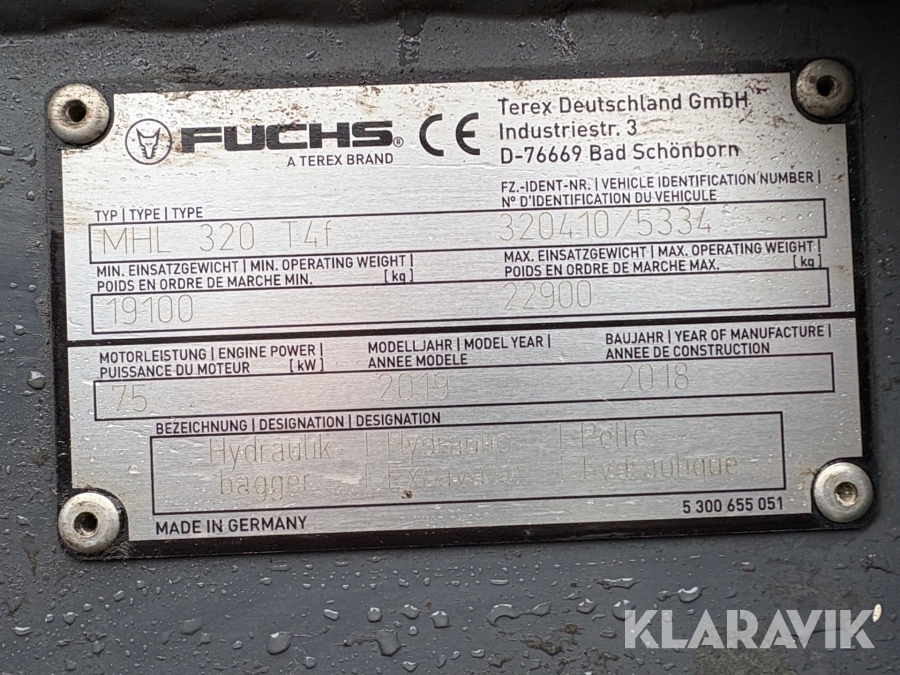 FUCHS®
A TEREX BRAND
CE
Terex Deutschland GmbH
Industriestr. 3
D-76669 Bad Schönborn
TYP | TYPE | TYPE
FZ.-IDENT-NR. | VEHICLE IDENTIFICATION NUMBER |
N° D'IDENTIFICATION DU VEHICULE
MHL 320 T4f
320410/5334
MIN. EINSATZGEWICHT | MIN. OPERATING WEIGHT |
POIDS EN ORDRE DE MARCHE MIN. [kg]
MAX. EINSATZGEWICHT | MAX. OPERATING WEIGHT |
POIDS EN ORDRE DE MARCHE MAX. [kg]
19100
22900
MOTORLEISTUNG | ENGINE POWER |
PUISSANCE DU MOTEUR [kW]
MODELLJAHR | MODEL YEAR |
ANNEE MODELE
BAUJAHR | YEAR OF MANUFACTURE |
ANNEE DE CONSTRUCTION
75
2019
2018
BEZEICHNUNG | DESIGNATION | DESIGNATION
Hydraulik | Hydraulic | Pelle
bagger | Excavator | hydraulique
MADE IN GERMANY
5 300 655 051
KLARAVIK